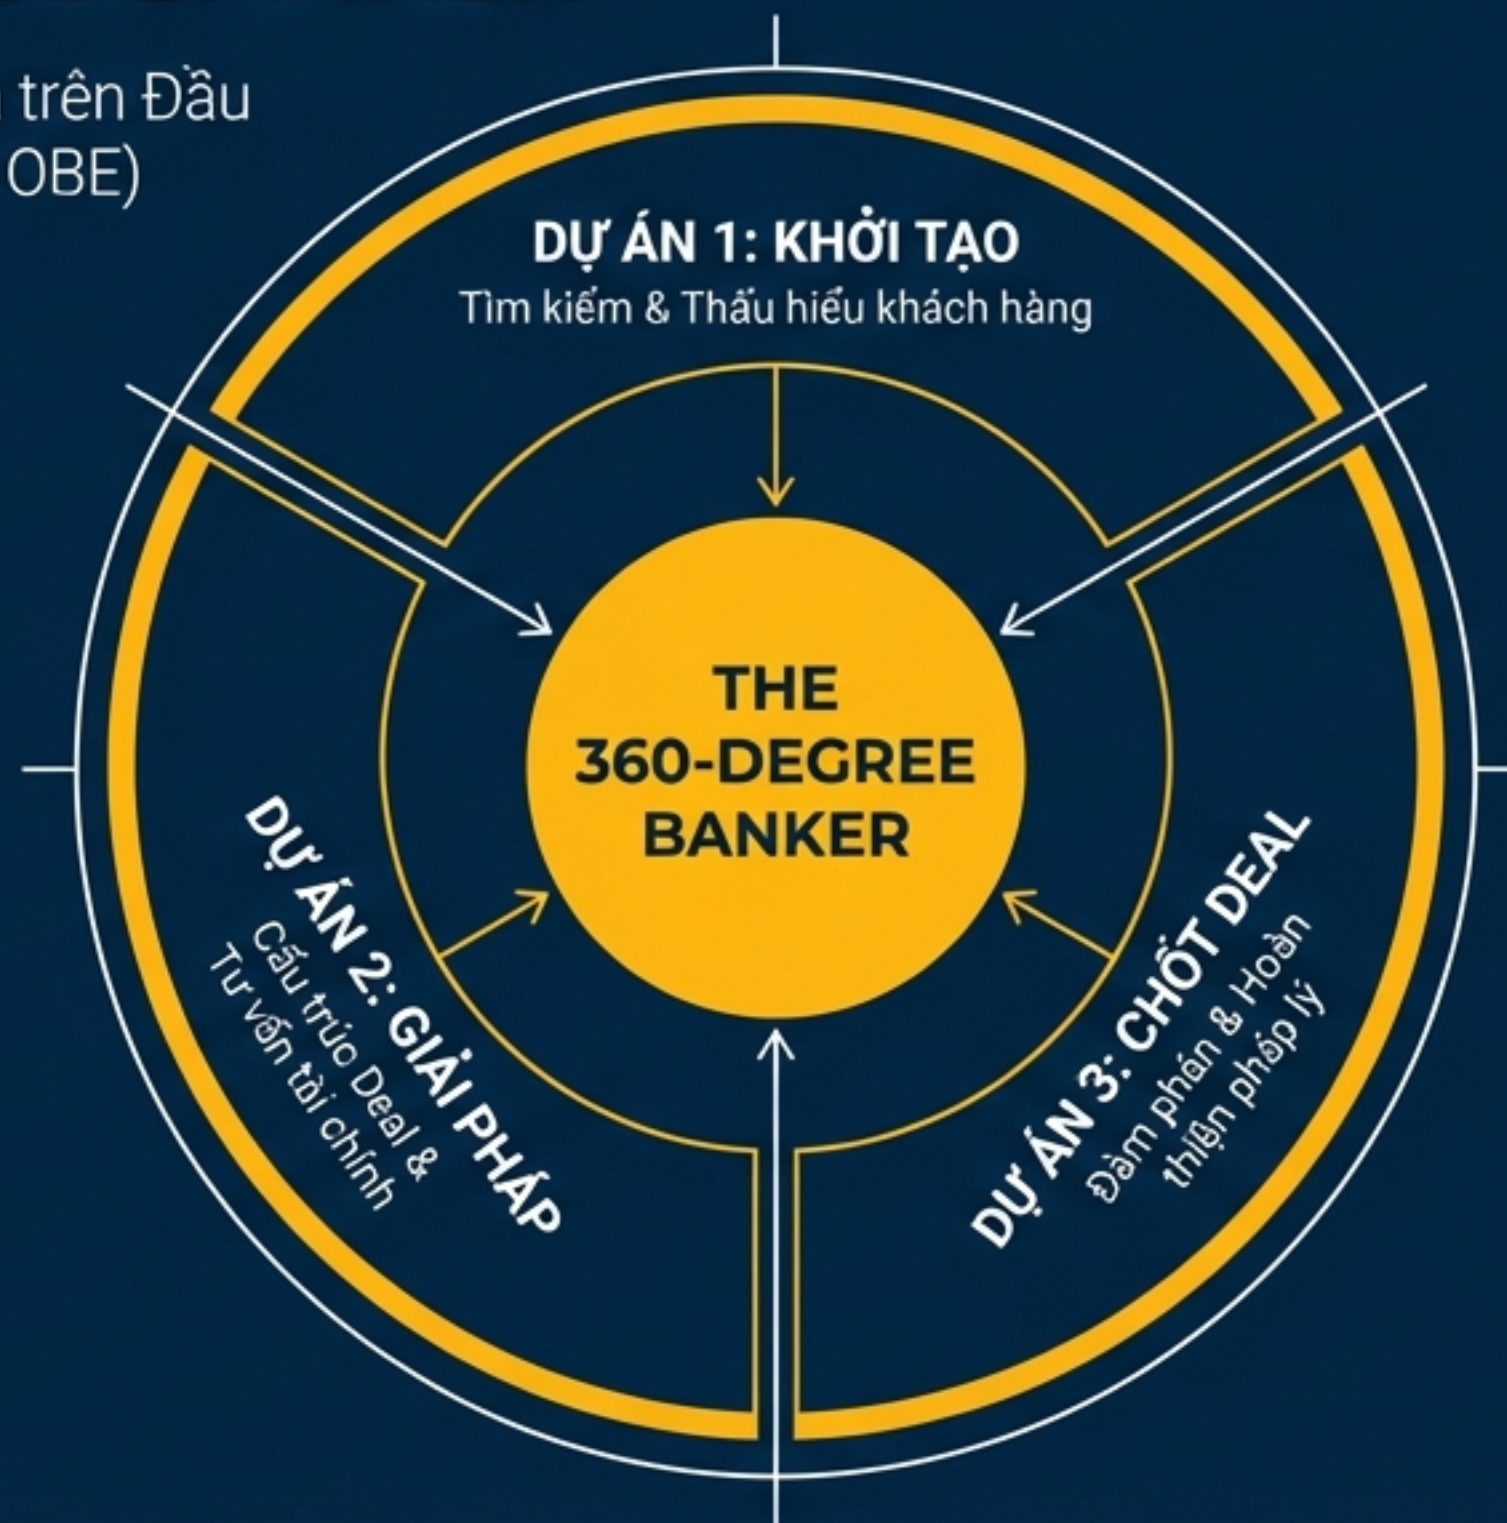 trên Đầu
OBE)
DỰ ÁN 1: KHỞI TẠO
Tìm kiếm & Thấu hiểu khách hàng
THE
360-DEGREE
BANKER
DỰ ÁN 2: GIẢI PHÁP
Cấu trúc Deal &
Tư vấn tài chính
DỰ ÁN 3: CHỐT DEAL
Đàm phán & Hoàn
thiện pháp lý